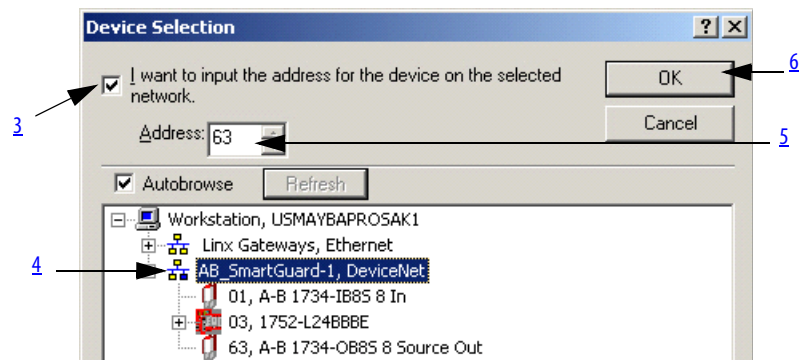 Device Selection
I want to input the address for the device on the selected
network.
OK
6
3
Address: 63
Cancel
5
Autobrowse
Refresh
Workstation, USMAYBAPROSAK1
Linx Gateways, Ethernet
4
AB_SmartGuard-1, DeviceNet
01, A-B 1734-IB8S 8 In
03, 1752-L24BBBE
63, A-B 1734-OB8S 8 Source Out